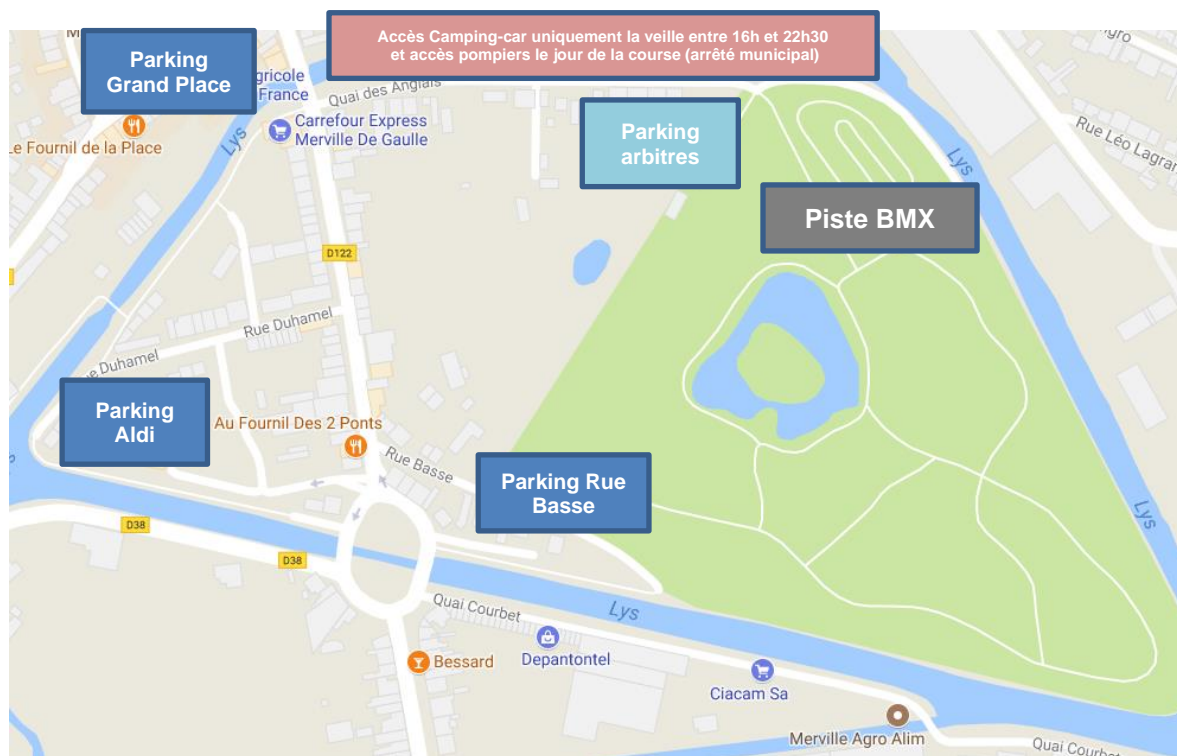 Accès Camping-car uniquement la veille entre 16h et 22h30
et accès pompiers le jour de la course (arrêté municipal)
Parking
Grand Place
gricole
France
Quai des Anglais
Carrefour Express
Merville De Gaulle
Le Fournil de la Place
Lys
Parking
arbitres
Piste BMX
Lys
Rue Léo Lagran
gro
D122
Rue Duhamel
Rue Duhamel
Parking
Aldi
Au Fournil Des 2 Ponts
Rue Basse
Parking Rue
Basse
D38
D38
Lys
Lys
Quai Courbet
Depantontel
Bessard
Ciacam Sa
Merville Agro Alim
Quai Courbet